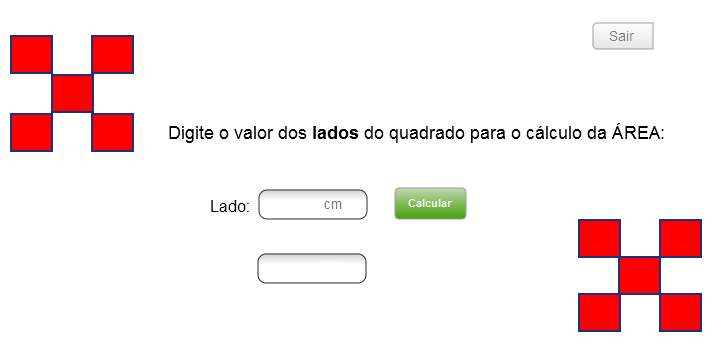 Sair
Digite o valor dos lados do quadrado para o cálculo da ÁREA:
Lado: cm Calcular